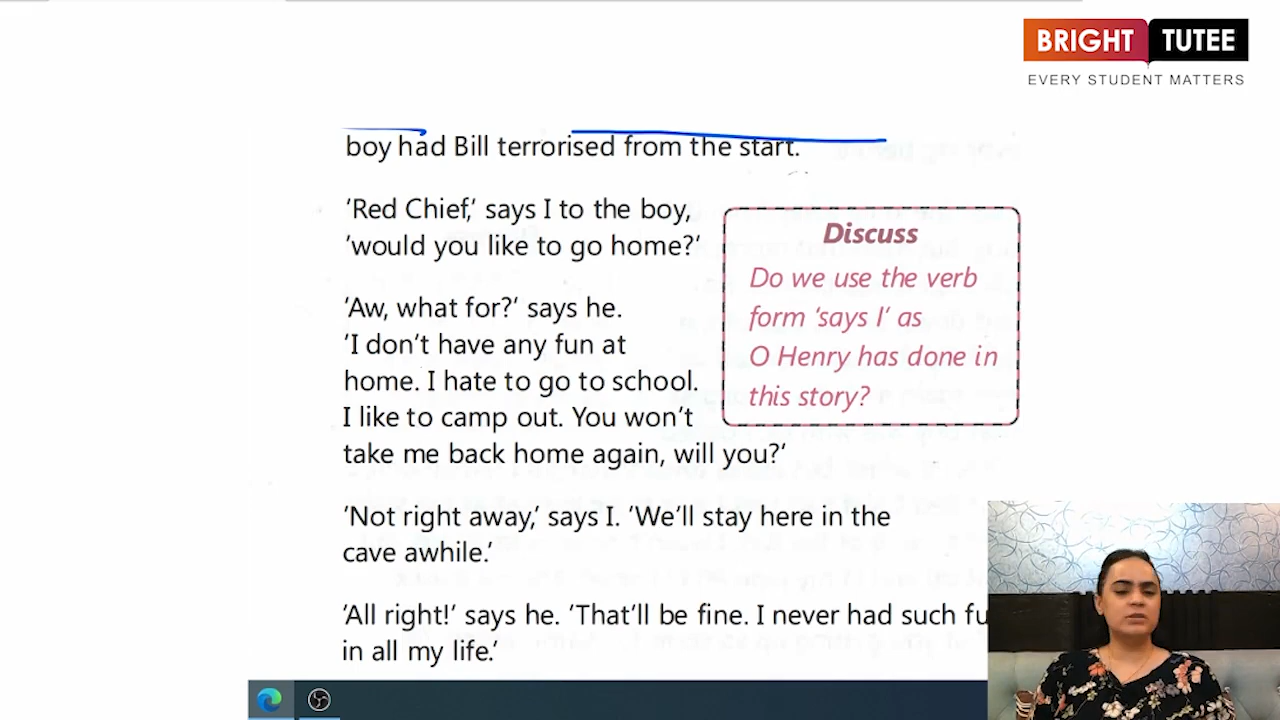 BRIGHT TUTEE
EVERY STUDENT MATTERS
boy had Bill terrorised from the start.
‘Red Chief,’ says I to the boy,
‘would you like to go home?’
‘Aw, what for?’ says he.
‘I don’t have any fun at
home. I hate to go to school.
I like to camp out. You won’t
take me back home again, will you?’
Discuss
Do we use the verb
form ‘says I’ as
O Henry has done in
this story?
‘Not right away,’ says I. ‘We’ll stay here in the
cave awhile.’
‘All right!’ says he. ‘That’ll be fine. I never had such fu
in all my life.’